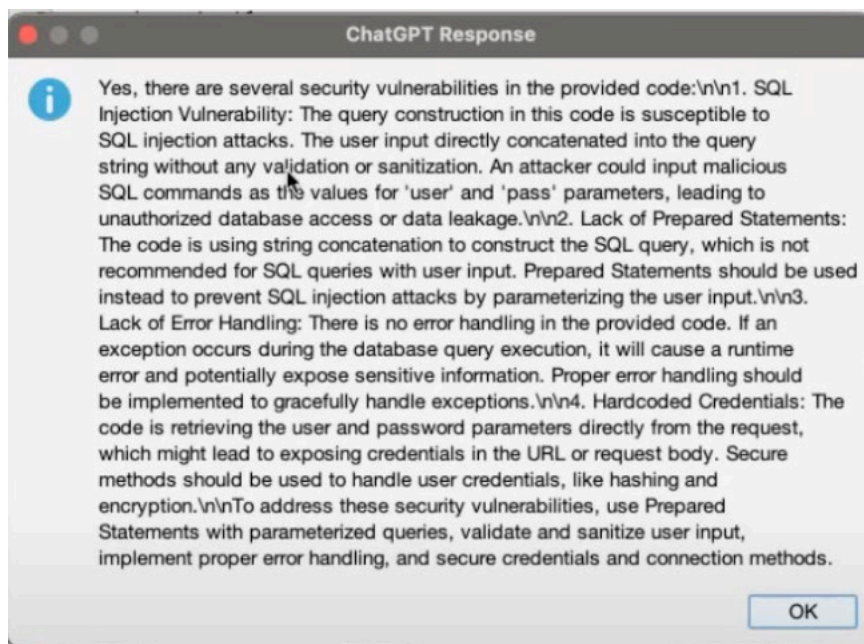 ChatGPT Response
Yes, there are several security vulnerabilities in the provided code:\n\n1. SQL
Injection Vulnerability: The query construction in this code is susceptible to
SQL injection attacks. The user input directly concatenated into the query
string without any validation or sanitization. An attacker could input malicious
SQL commands as the values for 'user' and 'pass' parameters, leading to
unauthorized database access or data leakage.\n\n2. Lack of Prepared Statements:
The code is using string concatenation to construct the SQL query, which is not
recommended for SQL queries with user input. Prepared Statements should be used
instead to prevent SQL injection attacks by parameterizing the user input.\n\n3.
Lack of Error Handling: There is no error handling in the provided code. If an
exception occurs during the database query execution, it will cause a runtime
error and potentially expose sensitive information. Proper error handling should
be implemented to gracefully handle exceptions.\n\n4. Hardcoded Credentials: The
code is retrieving the user and password parameters directly from the request,
which might lead to exposing credentials in the URL or request body. Secure
methods should be used to handle user credentials, like hashing and
encryption.\n\nTo address these security vulnerabilities, use Prepared
Statements with parameterized queries, validate and sanitize user input,
implement proper error handling, and secure credentials and connection methods.
OK